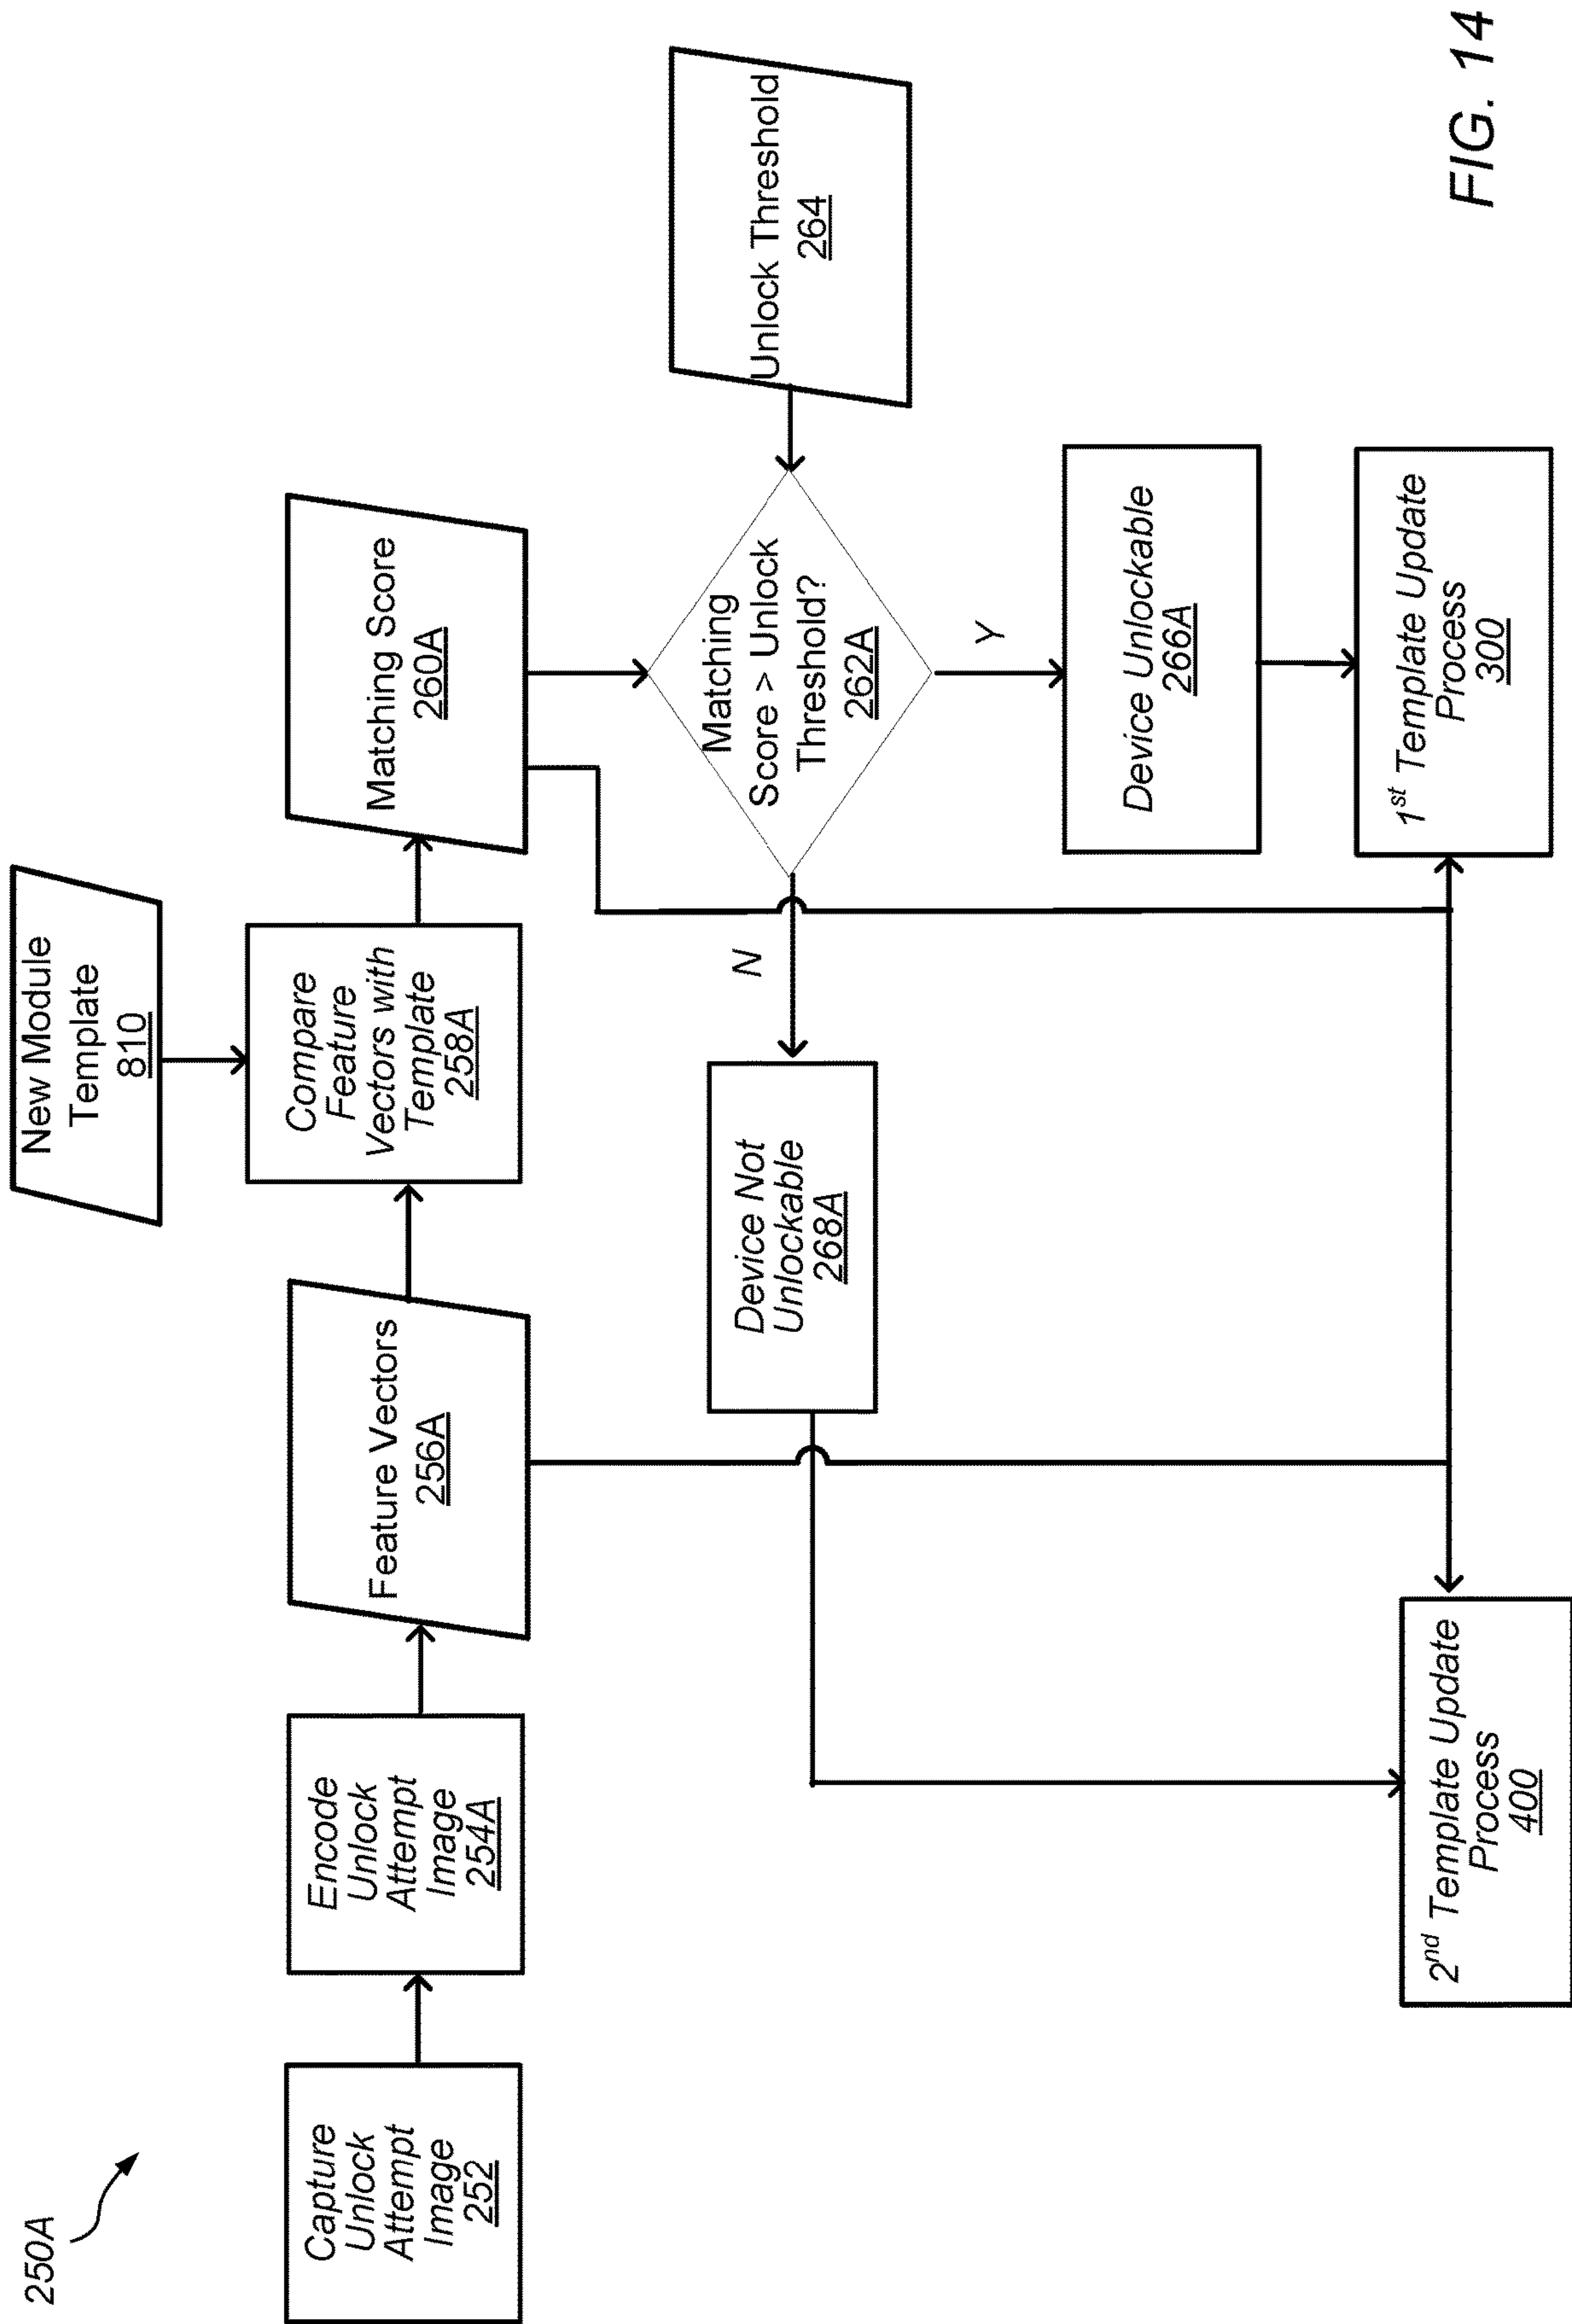 250A
New Module
Template
810
Capture
Unlock
Attempt
Image
252
Encode
Unlock
Attempt
Image
254A
Feature Vectors
256A
Compare
Feature
Vectors with
Template
258A
Matching Score
260A
Device Not
Unlockable
268A
N
Matching
Score > Unlock
Threshold?
262A
Unlock Threshold
264
Y
Device Unlockable
266A
2nd Template Update
Process
400
1st Template Update
Process
300
FIG. 14